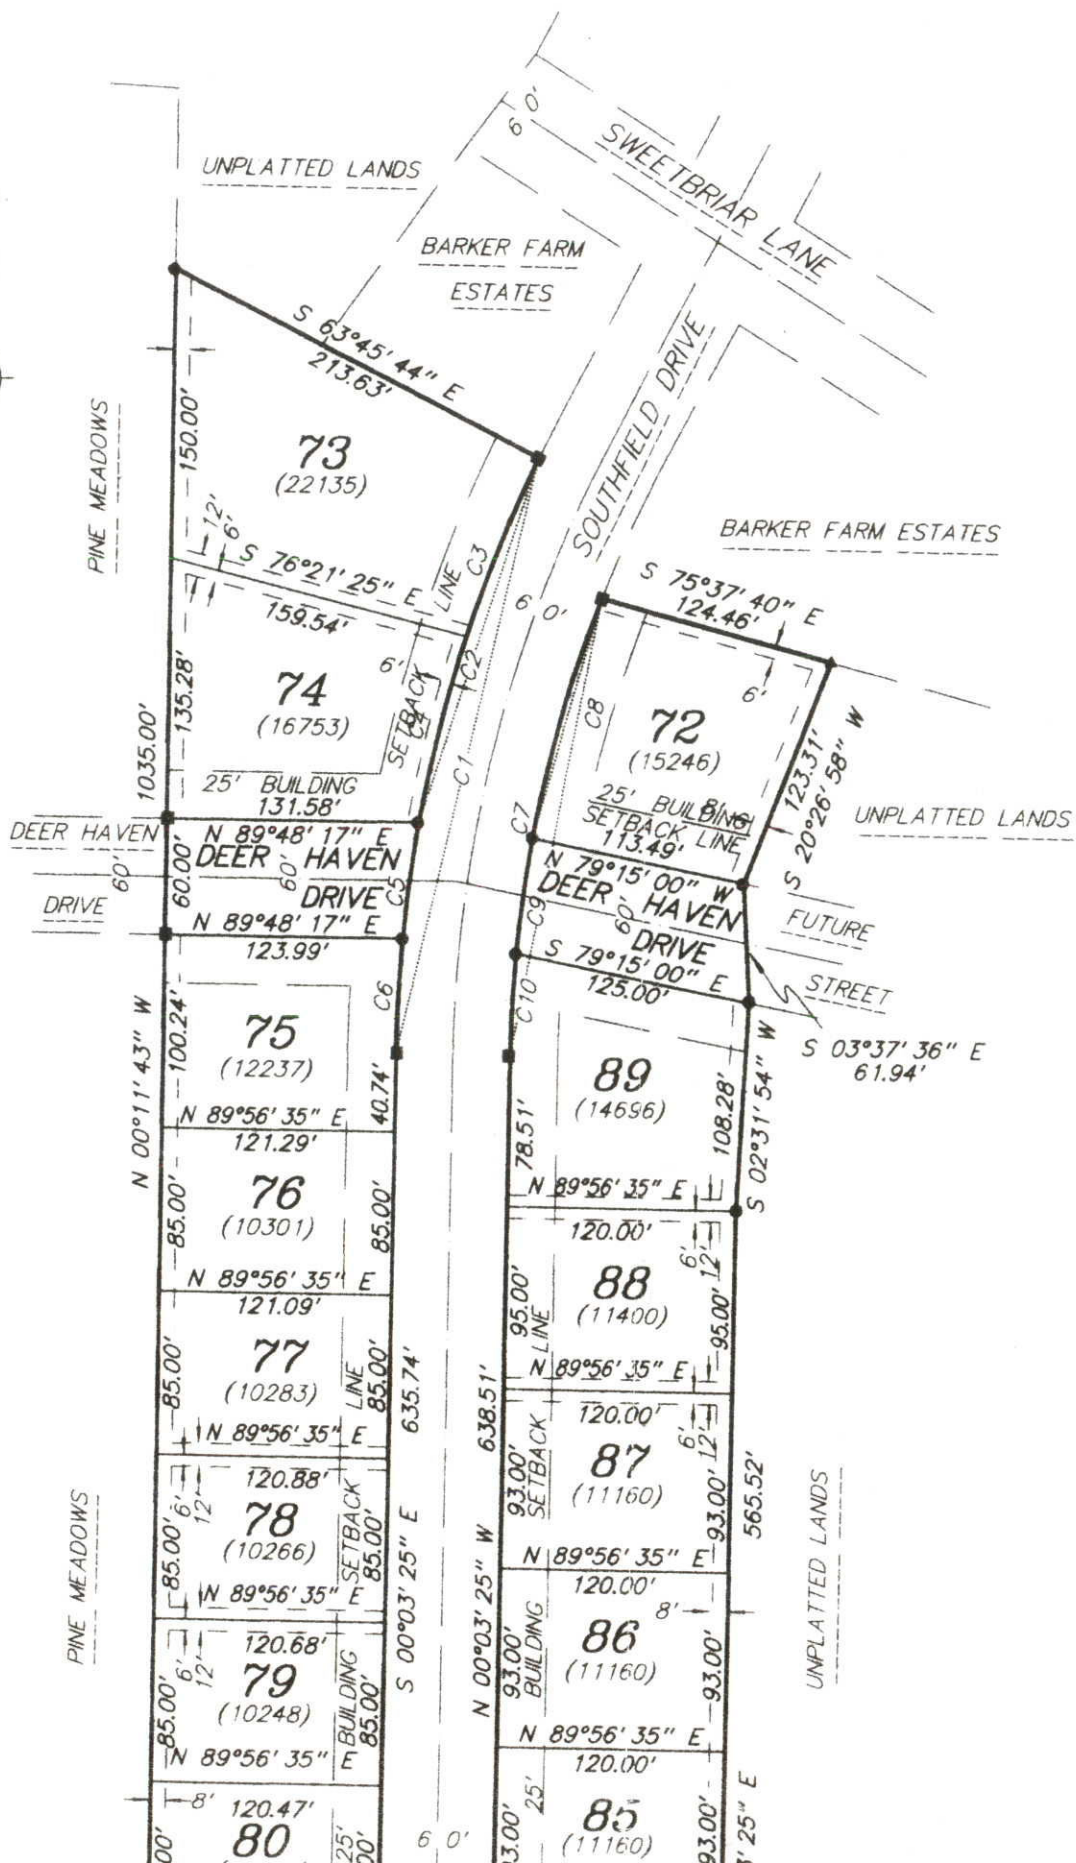 6 0'
SWEETBRIAR LANE
UNPLATTED LANDS
BARKER FARM
ESTATES
S 63°45'44" E
213.63'
SOUTHFIELD DRIVE
PINE MEADOWS
150.00'
73
(22135)
12'
6'
S 76°21'25" E
159.54'
LINE
C3
6 0'
BARKER FARM ESTATES
S 75°37'40" E
124.46'
6'
74
(16753)
135.28'
6'
C2
SETBACK
C4
C1
C8
72
(15246)
123.31'
S 20°26'58" W
1035.00'
25' BUILDING
131.58'
25' BUILDING
8'
SETBACK LINE
113.49'
C7
UNPLATTED LANDS
DEER HAVEN
N 89°48'17" E
DEER HAVEN
60'
60.00'
60'
DRIVE
C5
N 79°15'00" W
DEER HAVEN
C9
60'
DRIVE
FUTURE
DRIVE
N 89°48'17" E
123.99'
S 79°15'00" E
125.00'
STREET
S 03°37'36" E
61.94'
C6
C10
N 00°11'43" W
100.24'
75
(12237)
40.74'
89
(14696)
78.51'
108.28'
S 02°31'54" W
N 89°56'35" E
121.29'
76
(10301)
85.00'
85.00'
N 89°56'35" E
120.00'
6'
12'
N 89°56'35" E
121.09'
88
(11400)
95.00'
LINE
95.00'
77
(10283)
85.00'
LINE
85.00'
635.74'
638.51'
N 89°56'35" E
120.00'
6'
12'
N 89°56'35" E
120.88'
6'
12'
87
(11160)
93.00'
SETBACK
93.00'
565.52'
UNPLATTED LANDS
PINE MEADOWS
78
(10266)
85.00'
SETBACK
85.00'
S 00°03'25" E
N 00°03'25" W
N 89°56'35" E
120.00'
N 89°56'35" E
120.68'
6'
12'
8'
86
(11160)
93.00'
BUILDING
93.00'
79
(10248)
85.00'
BUILDING
85.00'
N 89°56'35" E
120.00'
N 89°56'35" E
8'
120.47'
80
25'
6 0'
25'
85
(11160)
93.00'